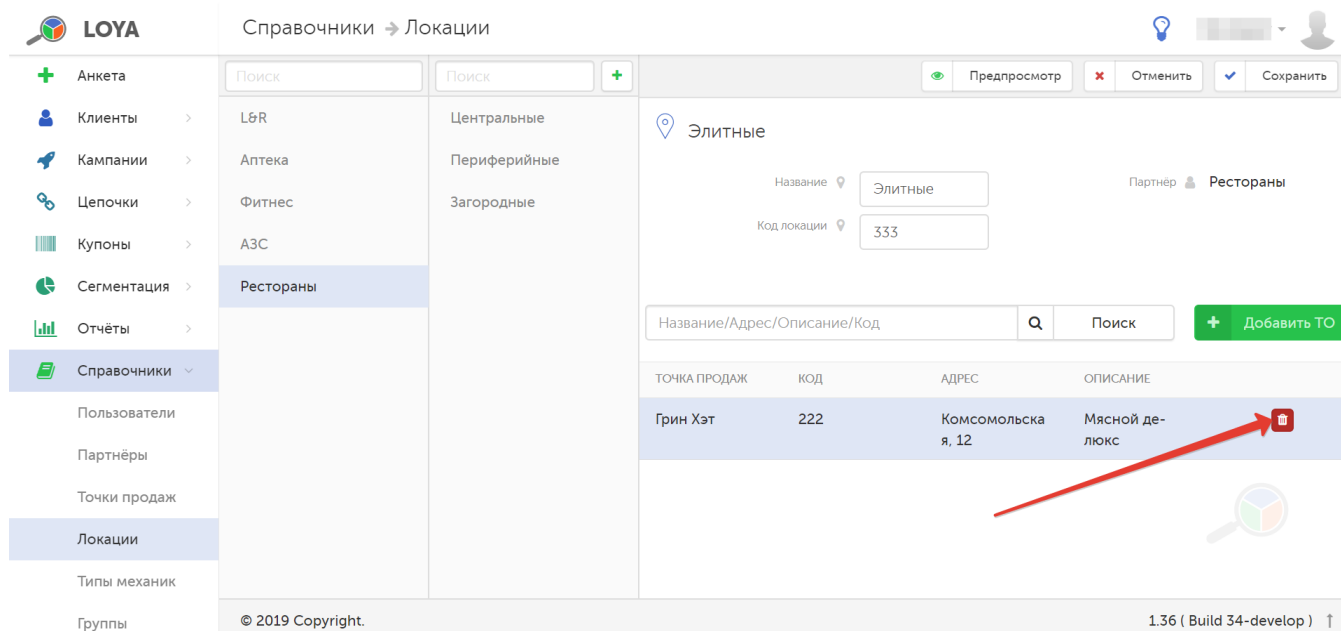 LOYA
Справочники → Локации
Анкета
Клиенты
Кампании
Цепочки
Купоны
Сегментация
Отчёты
Справочники
Пользователи
Партнёры
Точки продаж
Локации
Типы механик
Группы
Поиск
L&R
Аптека
Фитнес
АЗС
Рестораны
Поиск
Центральные
Периферийные
Загородные
Предпросмотр
Отменить
Сохранить
Элитные
Название Элитные
Партнёр Рестораны
Код локации 333
Название/Адрес/Описание/Код
Поиск
Добавить ТО
ТОЧКА ПРОДАЖ КОД АДРЕС ОПИСАНИЕ
Грин Хэт 222 Комсомольска Мясной де-
я, 12 люкс
© 2019 Copyright.
1.36 ( Build 34-develop )